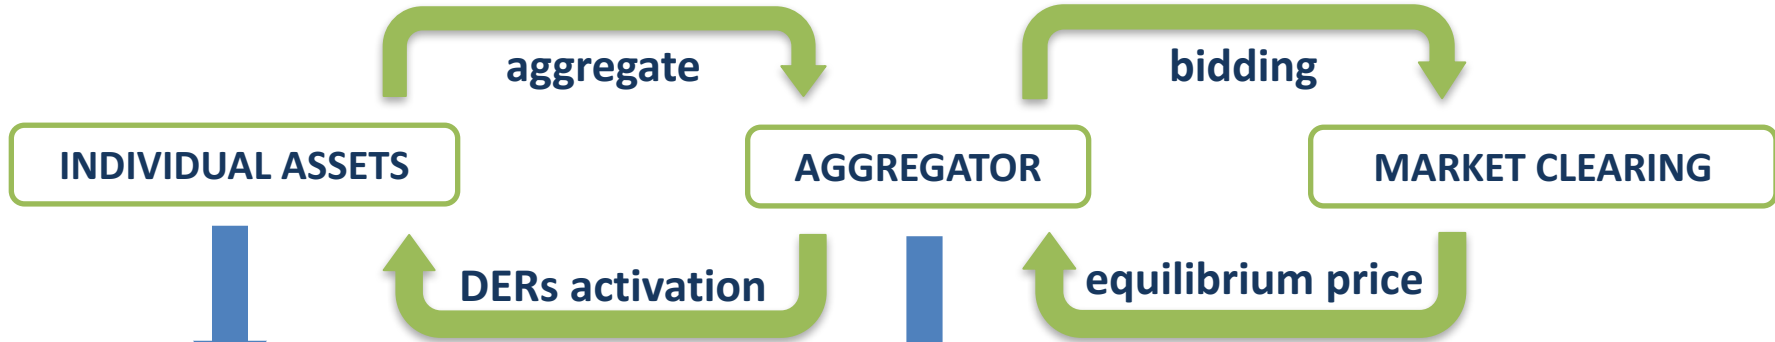 aggregate
bidding
INDIVIDUAL ASSETS
AGGREGATOR
MARKET CLEARING
DERs activation
equilibrium price